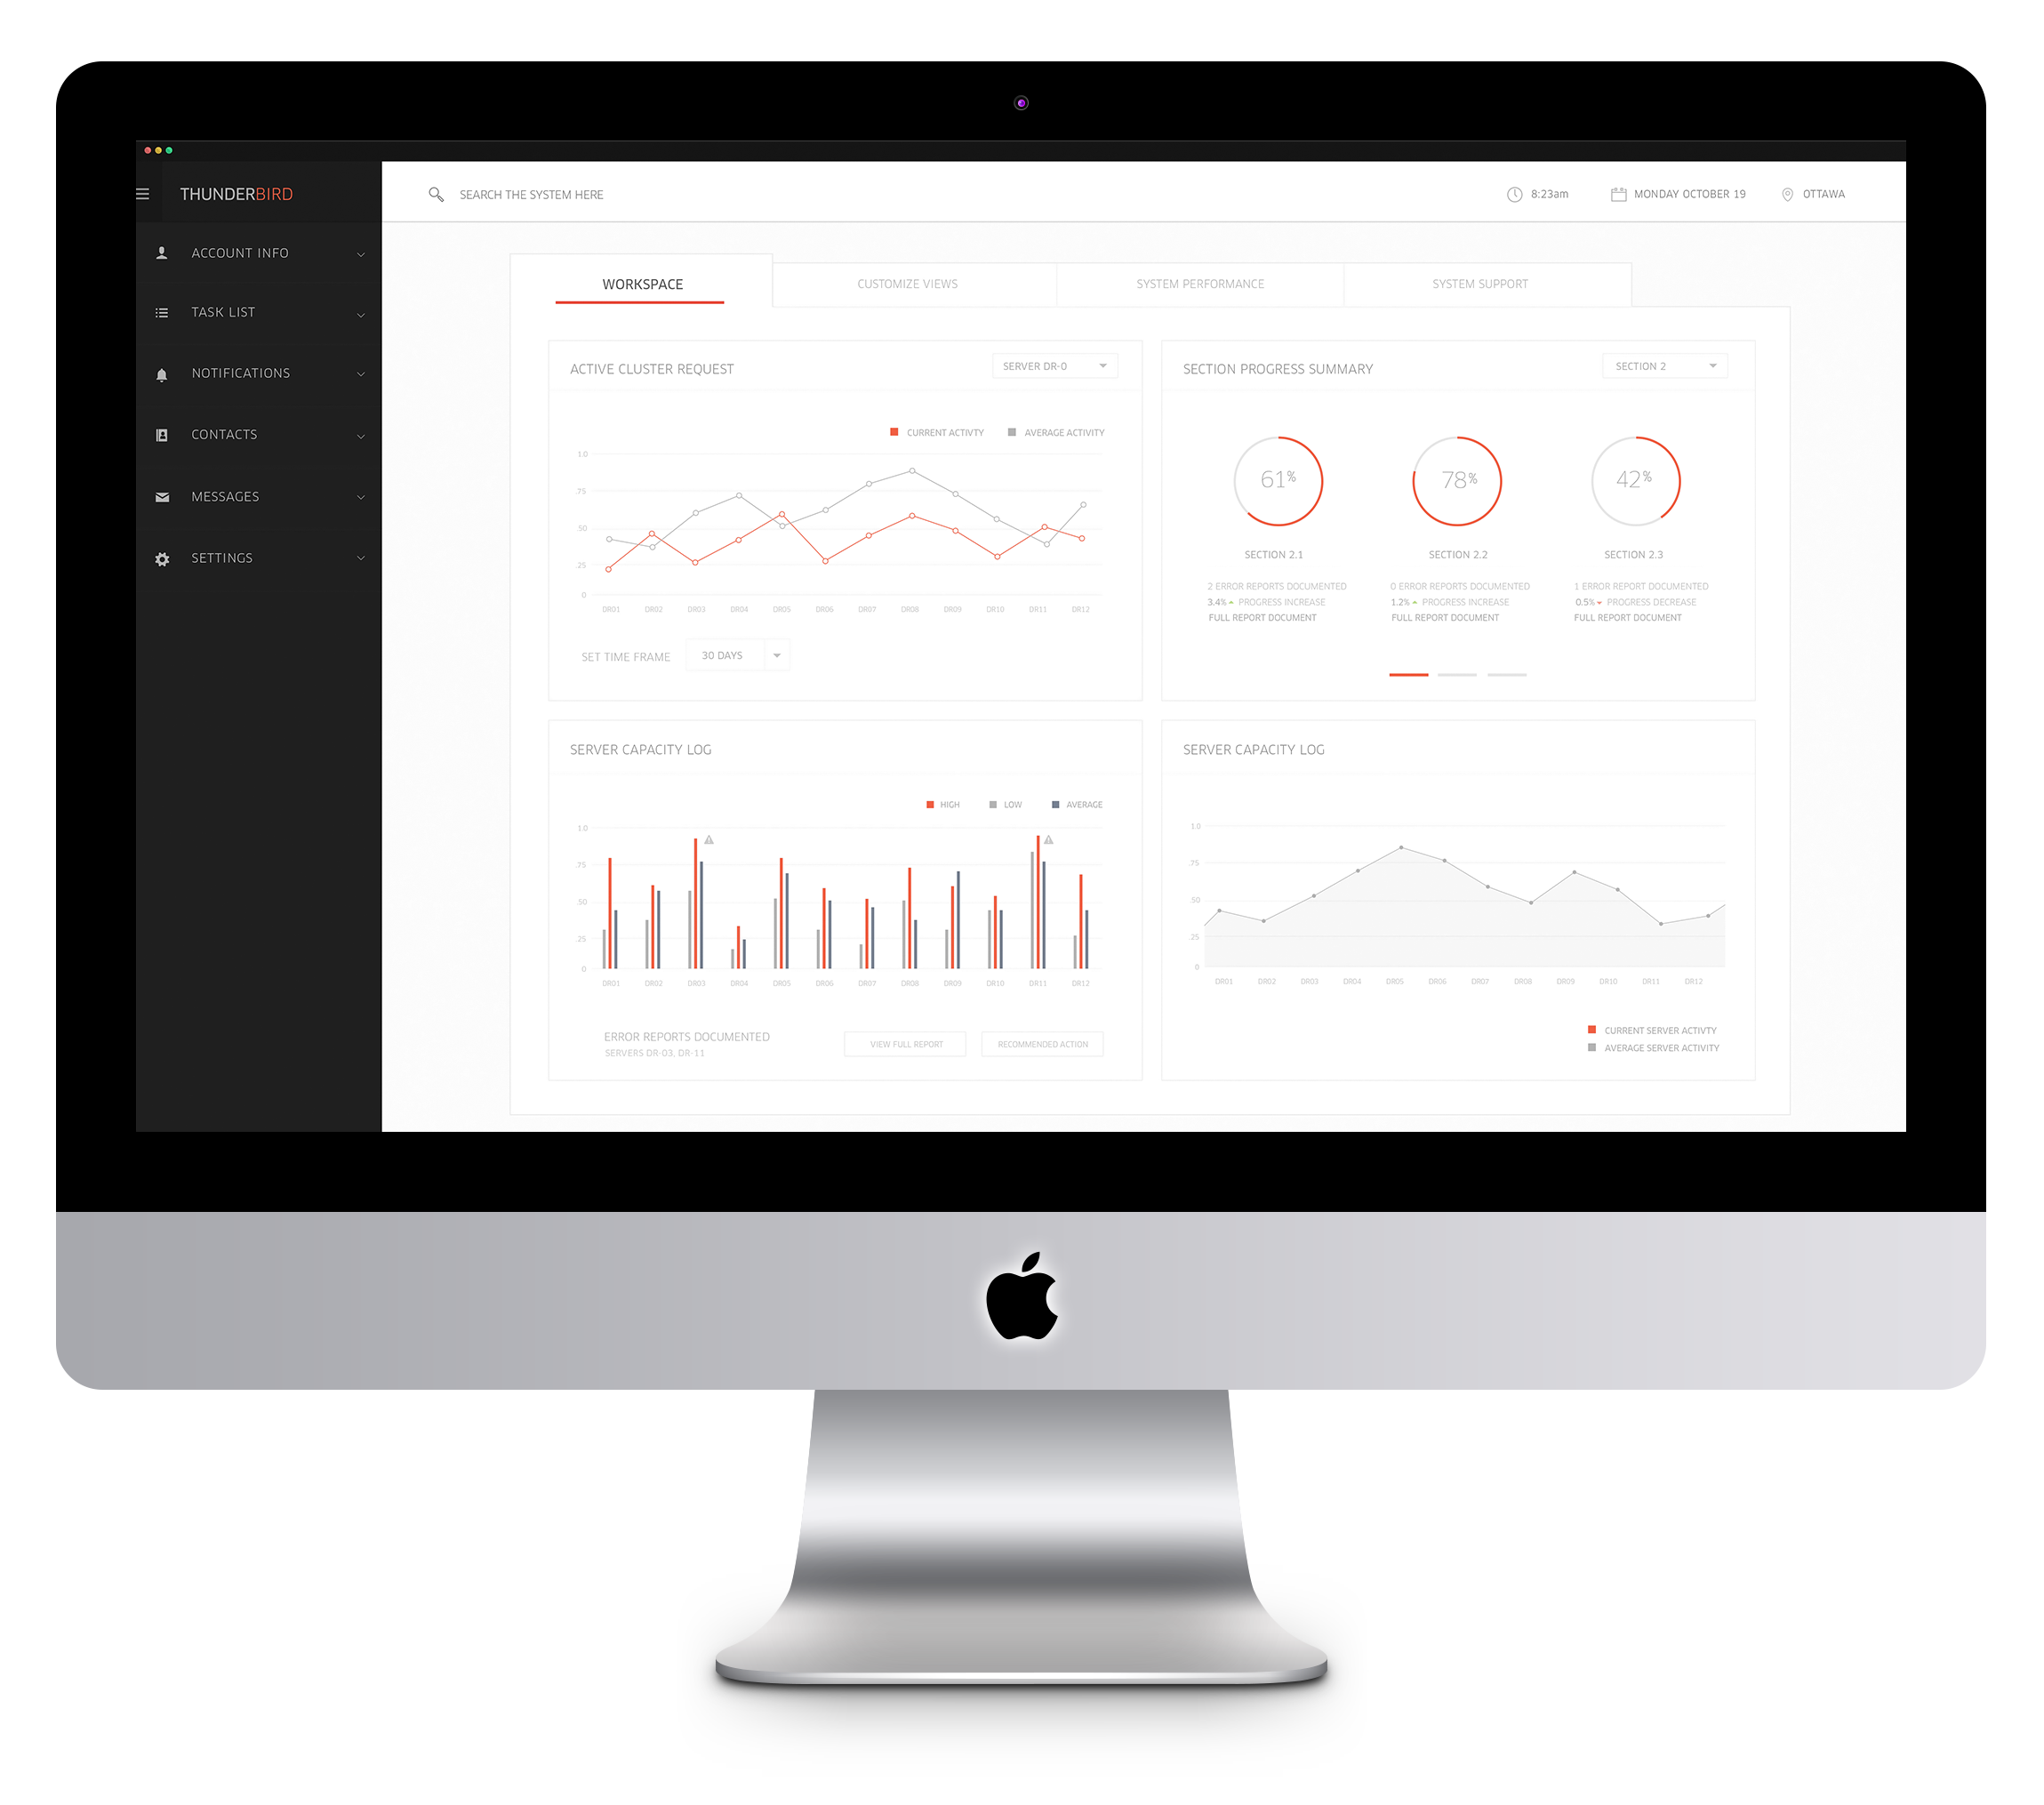 THUNDERBIRD
SEARCH THE SYSTEM HERE
8:23am
MONDAY OCTOBER 19
OTTAWA
ACCOUNT INFO
TASK LIST
NOTIFICATIONS
CONTACTS
MESSAGES
SETTINGS
WORKSPACE
CUSTOMIZE VIEWS
SYSTEM PERFORMANCE
SYSTEM SUPPORT
ACTIVE CLUSTER REQUEST
SERVER DR-0
CURRENT ACTIVTY
AVERAGE ACTIVITY
1.0
.75
.50
.25
0
DR01 DR02 DR03 DR04 DR05 DR06 DR07 DR08 DR09 DR10 DR11 DR12
SET TIME FRAME
30 DAYS
SECTION PROGRESS SUMMARY
SECTION 2
61%
78%
42%
SECTION 2.1
SECTION 2.2
SECTION 2.3
2 ERROR REPORTS DOCUMENTED
3.4% PROGRESS INCREASE
FULL REPORT DOCUMENT
0 ERROR REPORTS DOCUMENTED
1.2% PROGRESS INCREASE
FULL REPORT DOCUMENT
1 ERROR REPORT DOCUMENTED
0.5% PROGRESS DECREASE
FULL REPORT DOCUMENT
SERVER CAPACITY LOG
HIGH
LOW
AVERAGE
1.0
.75
.50
.25
0
DR01 DR02 DR03 DR04 DR05 DR06 DR07 DR08 DR09 DR10 DR11 DR12
ERROR REPORTS DOCUMENTED
SERVERS DR-03, DR-11
VIEW FULL REPORT
RECOMMENDED ACTION
SERVER CAPACITY LOG
1.0
.75
.50
.25
0
DR01 DR02 DR03 DR04 DR05 DR06 DR07 DR08 DR09 DR10 DR11 DR12
CURRENT SERVER ACTIVTY
AVERAGE SERVER ACTIVITY